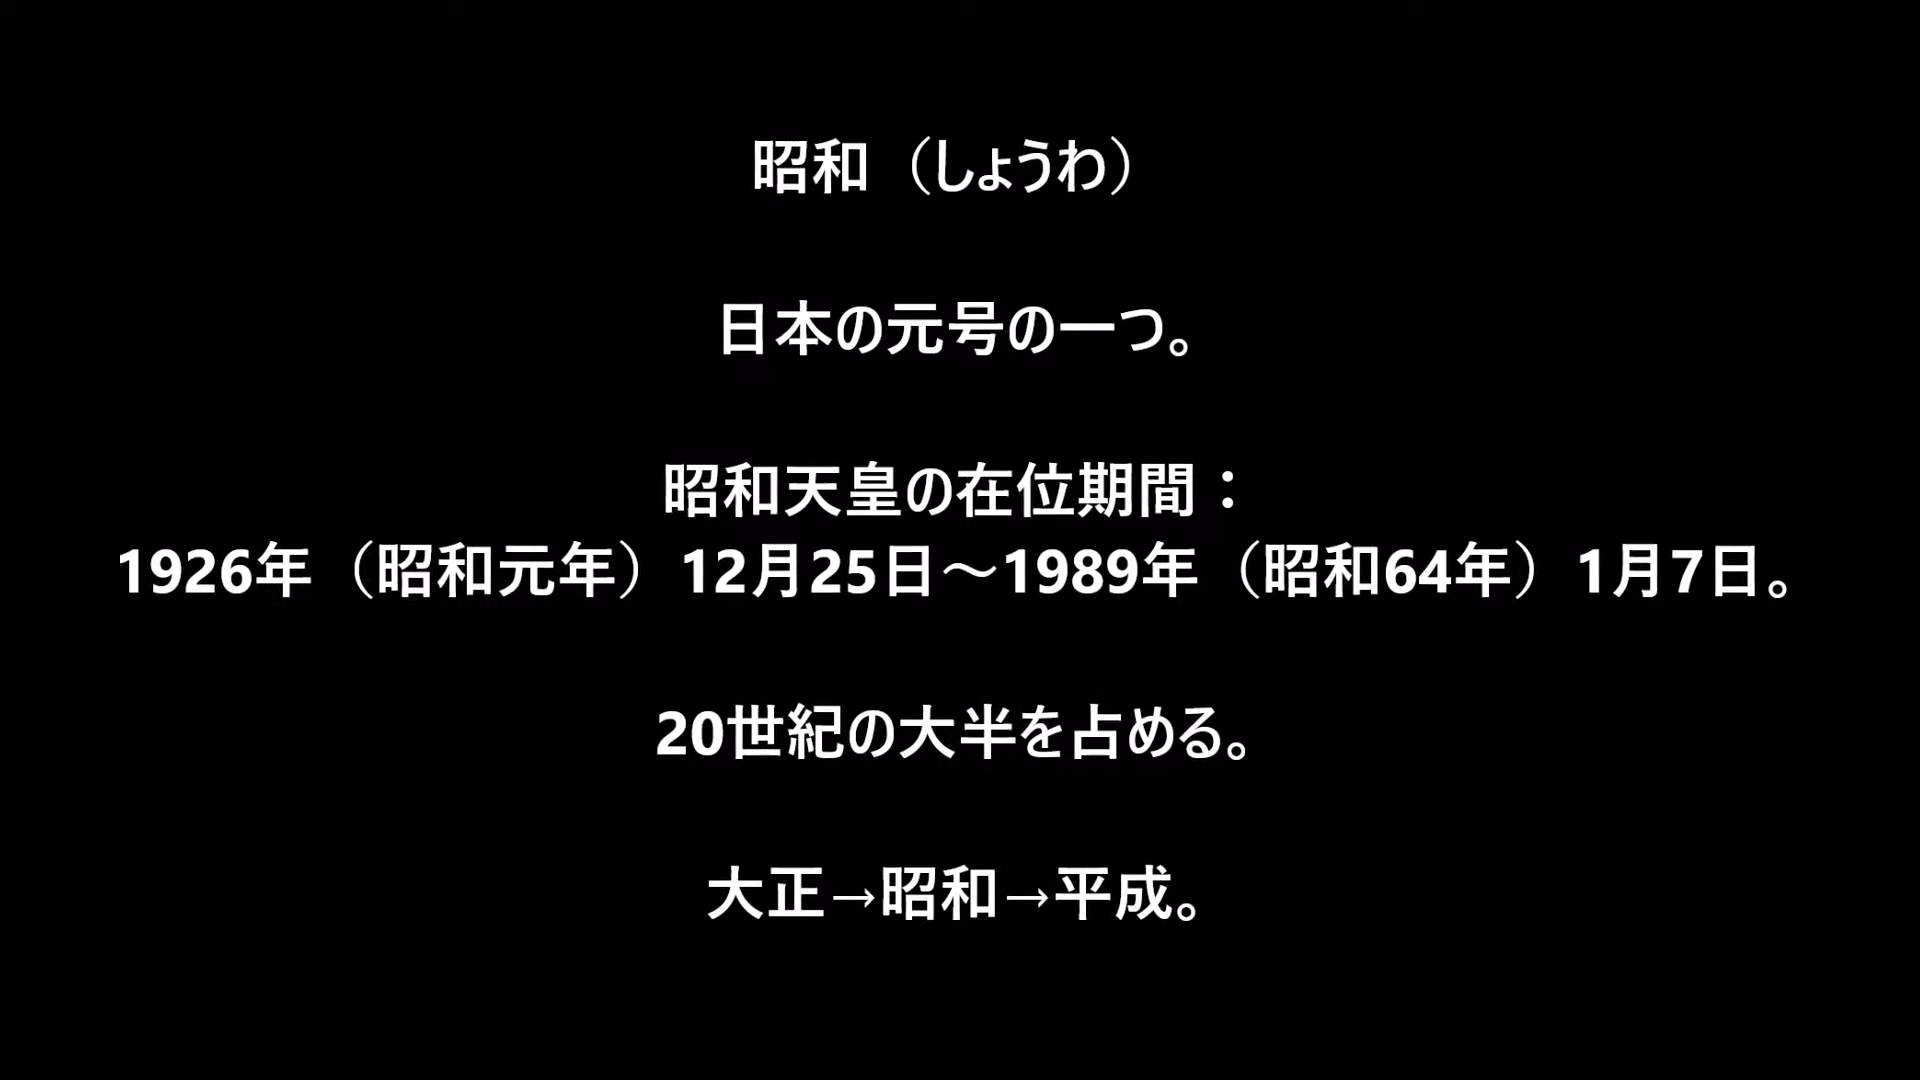 昭和（しょうわ）
日本の元号の一つ。
昭和天皇の在位期間：
1926年（昭和元年）12月25日～1989年（昭和64年）1月7日。
20世紀の大半を占める。
大正→昭和→平成。